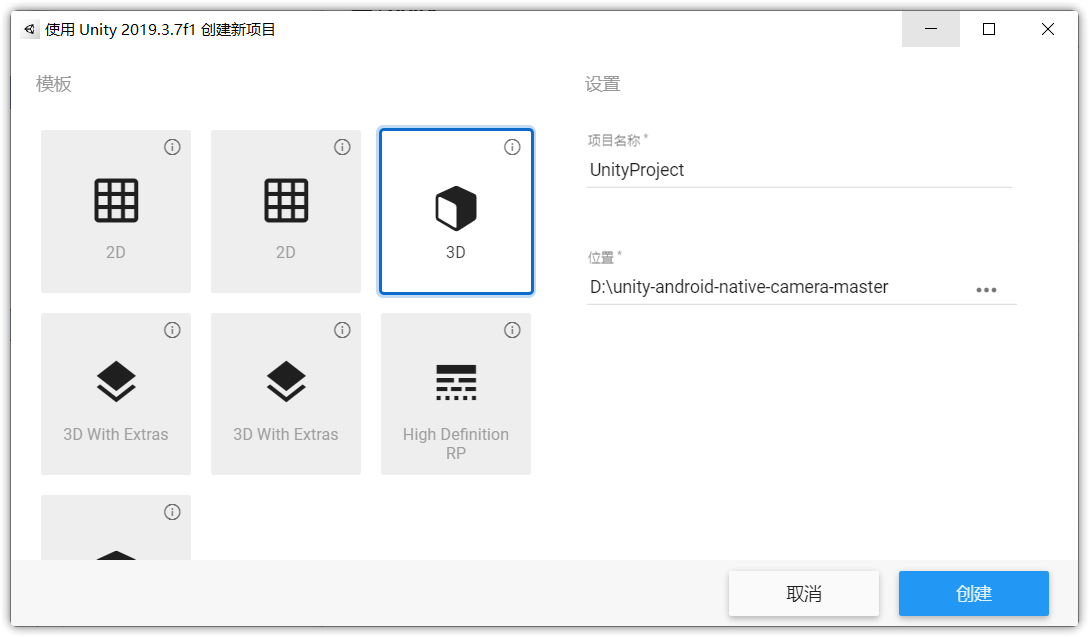 使用 Unity 2019.3.7f1 创建新项目
模板
设置
2D
2D
3D
3D With Extras
3D With Extras
High Definition
RP
项目名称 *
UnityProject
位置 *
D:\unity-android-native-camera-master
取消
创建